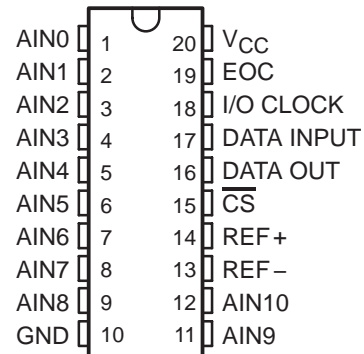 AIN0 1 20 VCC
AIN1 2 19 EOC
AIN2 3 18 I/O CLOCK
AIN3 4 17 DATA INPUT
AIN4 5 16 DATA OUT
AIN5 6 15 C̅S̅
AIN6 7 14 REF+
AIN7 8 13 REF−
AIN8 9 12 AIN10
GND 10 11 AIN9